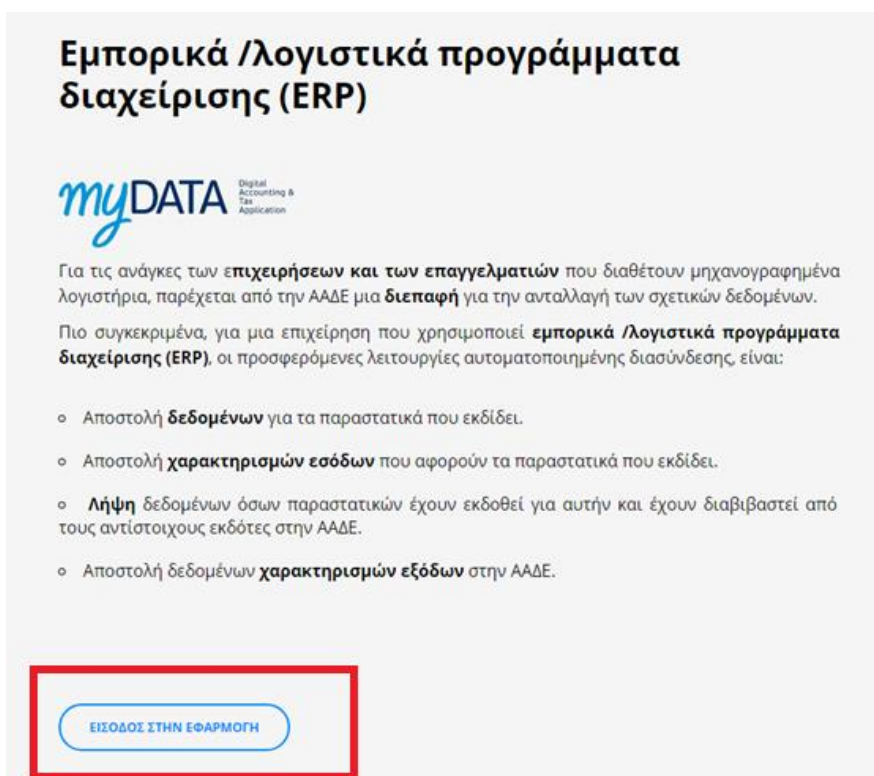 Εμπορικά /λογιστικά προγράμματα
διαχείρισης (ERP)
myDATA
Digital
Accounting &
Tax
Application
Για τις ανάγκες των επιχειρήσεων και των επαγγελματιών που διαθέτουν μηχανογραφημένα
λογιστήρια, παρέχεται από την ΑΑΔΕ μια διεπαφή για την ανταλλαγή των σχετικών δεδομένων.
Πιο συγκεκριμένα, για μια επιχείρηση που χρησιμοποιεί εμπορικά /λογιστικά προγράμματα
διαχείρισης (ERP), οι προσφερόμενες λειτουργίες αυτοματοποιημένης διασύνδεσης, είναι:
◦ Αποστολή δεδομένων για τα παραστατικά που εκδίδει.
◦ Αποστολή χαρακτηρισμών εσόδων που αφορούν τα παραστατικά που εκδίδει.
◦ Λήψη δεδομένων όσων παραστατικών έχουν εκδοθεί για αυτήν και έχουν διαβιβαστεί από
τους αντίστοιχους εκδότες στην ΑΑΔΕ.
◦ Αποστολή δεδομένων χαρακτηρισμών εξόδων στην ΑΑΔΕ.
ΕΙΣΟΔΟΣ ΣΤΗΝ ΕΦΑΡΜΟΓΗ